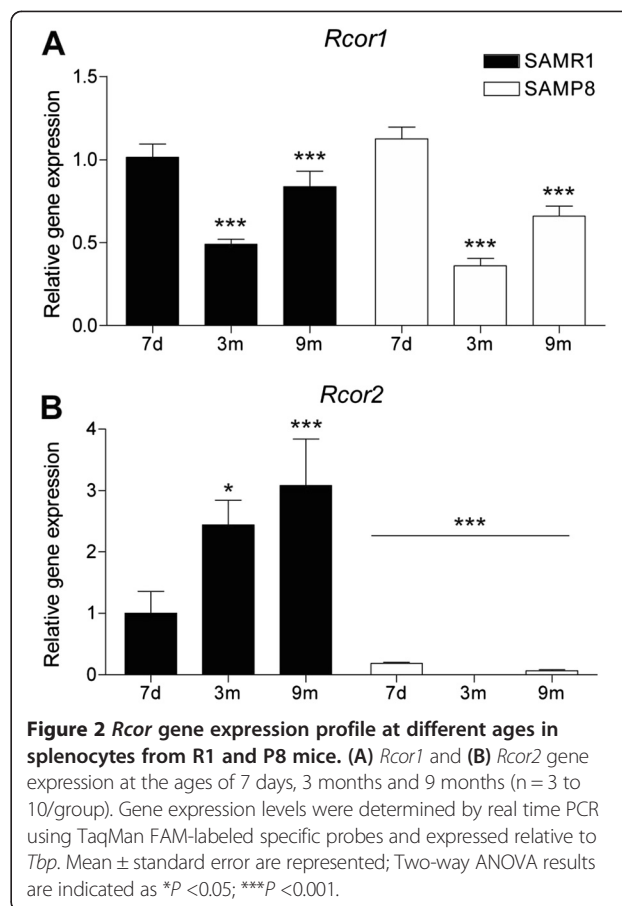 A
Rcor1
SAMR1
SAMP8
Relative gene expression
1.5
1.0
0.5
0.0
***
***
***
***
7d 3m 9m 7d 3m 9m
B
Rcor2
Relative gene expression
4
3
2
1
0
*
***
***
7d 3m 9m 7d 3m 9m
Figure 2 Rcor gene expression profile at different ages in
splenocytes from R1 and P8 mice. (A) Rcor1 and (B) Rcor2 gene
expression at the ages of 7 days, 3 months and 9 months (n = 3 to
10/group). Gene expression levels were determined by real time PCR
using TaqMan FAM-labeled specific probes and expressed relative to
Tbp. Mean ± standard error are represented; Two-way ANOVA results
are indicated as *P <0.05; ***P <0.001.